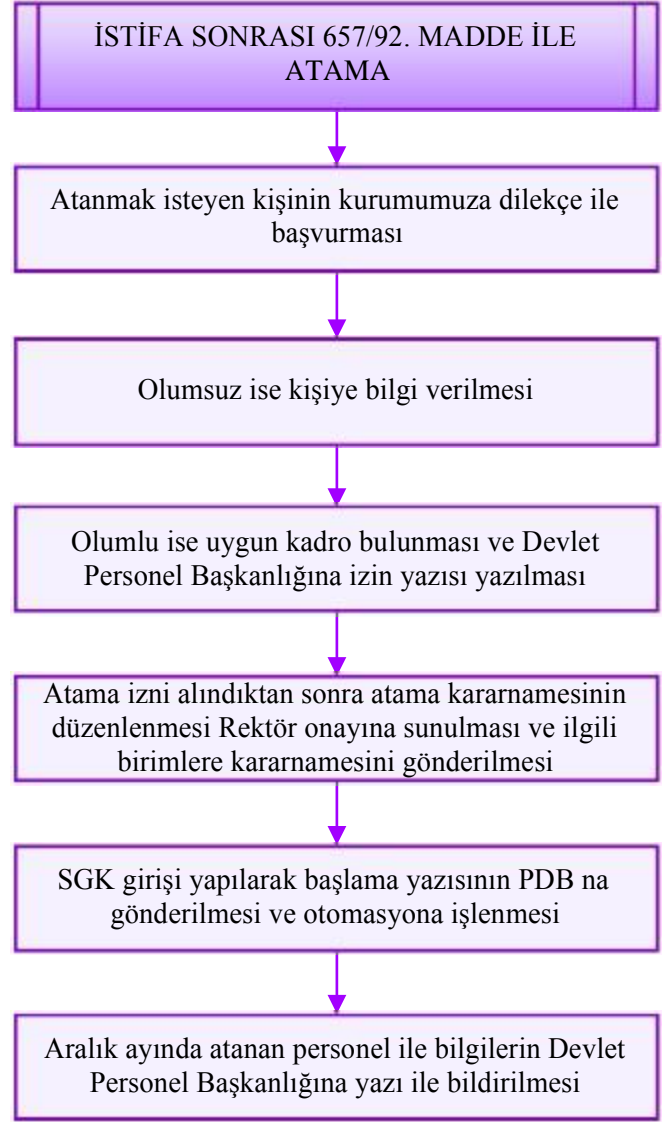 İSTİFA SONRASI 657/92. MADDE İLE
ATAMA
Atanmak isteyen kişinin kurumumuza dilekçe ile
başvurması
Olumsuz ise kişiye bilgi verilmesi
Olumlu ise uygun kadro bulunması ve Devlet
Personel Başkanlığına izin yazısı yazılması
Atama izni alındıktan sonra atama kararnamesinin
düzenlenmesi Rektör onayına sunulması ve ilgili
birimlere kararnamesini gönderilmesi
SGK girişi yapılarak başlama yazısının PDB na
gönderilmesi ve otomasyona işlenmesi
Aralık ayında atanan personel ile bilgilerin Devlet
Personel Başkanlığına yazı ile bildirilmesi